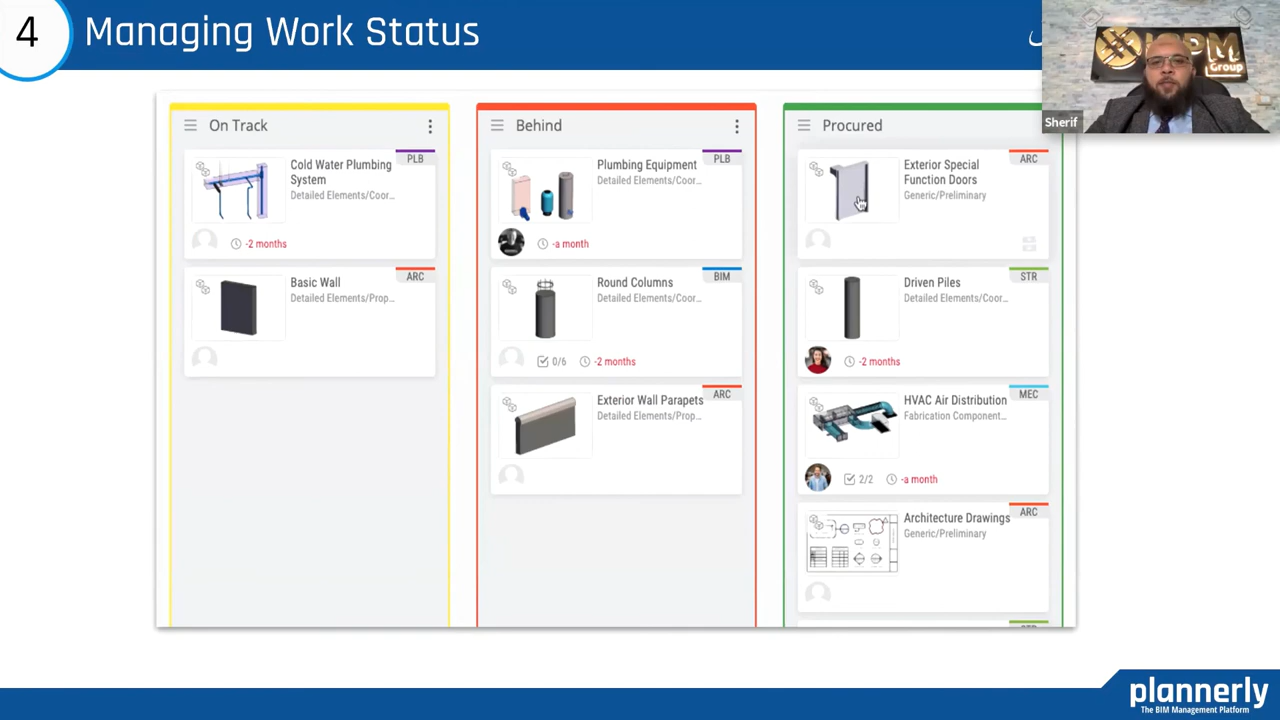 4
Managing Work Status
Group
Sherif
On Track
Cold Water Plumbing
System
PLB
Detailed Elements/Coor...
-2 months
Basic Wall
ARC
Detailed Elements/Prop...
Behind
Plumbing Equipment
PLB
Detailed Elements/Coor...
-a month
Round Columns
BIM
Detailed Elements/Coor...
0/6
-2 months
Exterior Wall Parapets
ARC
Detailed Elements/Prop...
Procured
Exterior Special
Function Doors
ARC
Generic/Preliminary
Driven Piles
STR
Detailed Elements/Coor...
-2 months
HVAC Air Distribution
MEC
Fabrication Component...
2/2
-a month
Architecture Drawings
ARC
Generic/Preliminary
plannerly
The BIM Management Platform